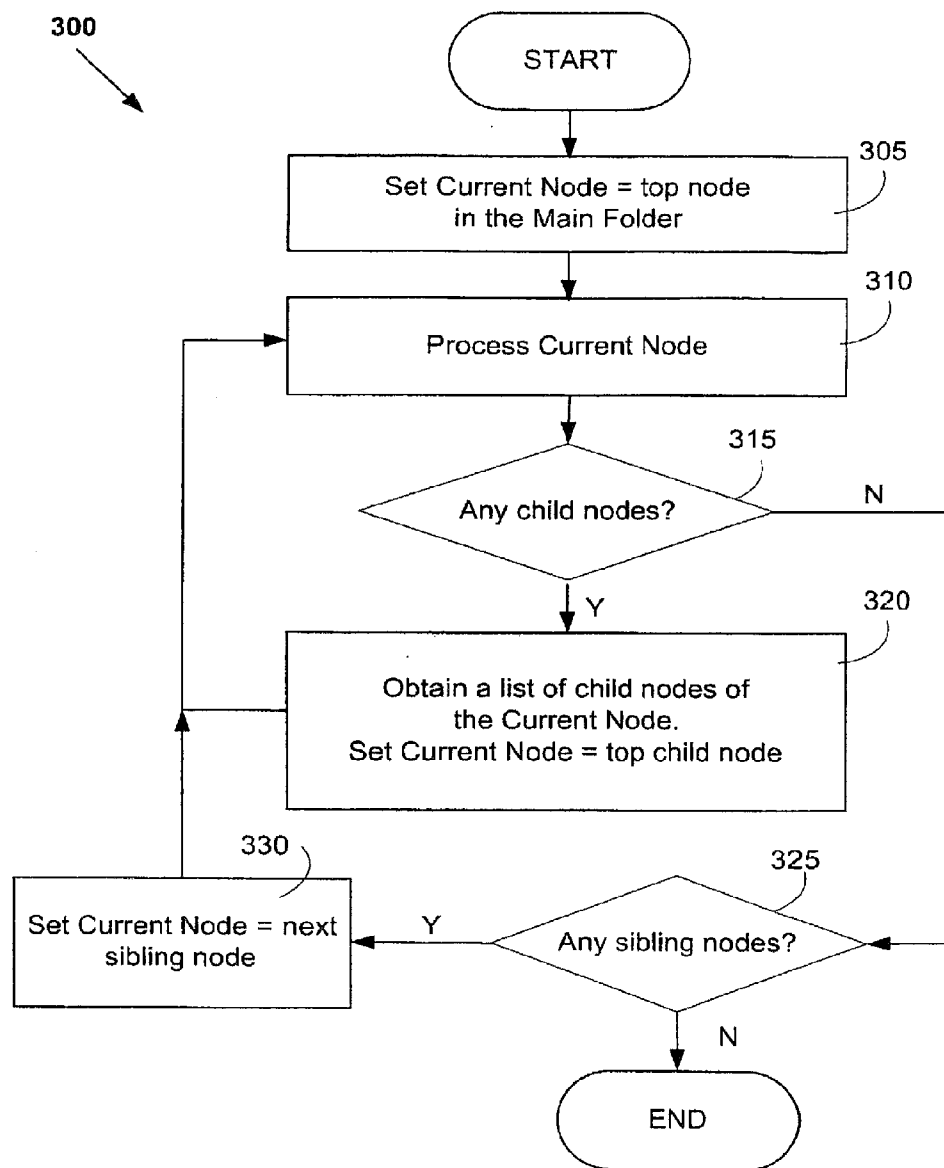 300
START
305
Set Current Node = top node
in the Main Folder
310
Process Current Node
315
Any child nodes?
N
Y
320
Obtain a list of child nodes of
the Current Node.
Set Current Node = top child node
330
325
Set Current Node = next
sibling node
Y
Any sibling nodes?
N
END